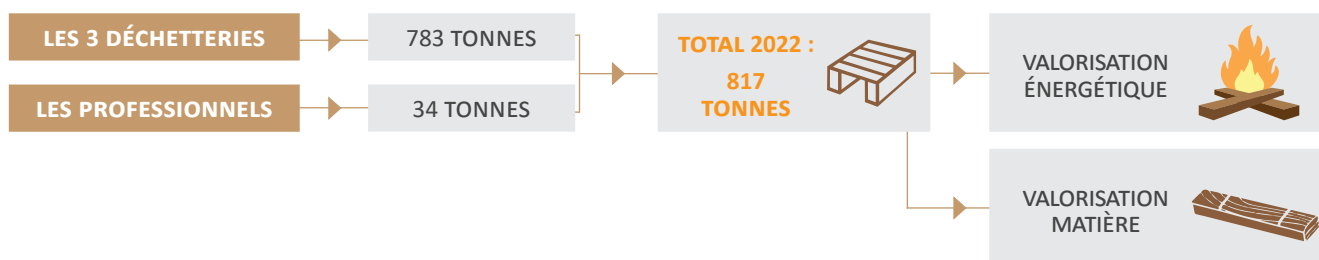 LES 3 DÉCHETTERIES
783 TONNES
LES PROFESSIONNELS
34 TONNES
TOTAL 2022 :
817
TONNES
VALORISATION
ÉNERGÉTIQUE
VALORISATION
MATIÈRE